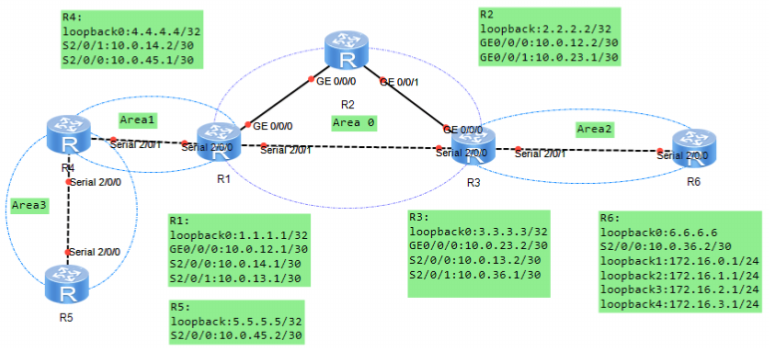 R4:
loopback0:4.4.4.4/32
S2/0/1:10.0.14.2/30
S2/0/0:10.0.45.1/30
R2
loopback:2.2.2.2/32
GE0/0/0:10.0.12.2/30
GE0/0/1:10.0.23.1/30
R
GE 0/0/0
GE 0/0/1
R2
Area1
Area 0
Area2
GE 0/0/0
GE 0/0/0
R
Serial 2/0/1
Serial 2/0/0
R
Serial 2/0/1
Serial 2/0/0
R
Serial 2/0/1
Serial 2/0/0
R
R4
R1
R3
R6
Serial 2/0/0
Area3
Serial 2/0/0
R
R5
R1:
loopback0:1.1.1.1/32
GE0/0/0:10.0.12.1/30
S2/0/0:10.0.14.1/30
S2/0/1:10.0.13.1/30
R3:
loopback0:3.3.3.3/32
GE0/0/0:10.0.23.2/30
S2/0/0:10.0.13.2/30
S2/0/1:10.0.36.1/30
R6:
loopback0:6.6.6.6
S2/0/0:10.0.36.2/30
loopback1:172.16.0.1/24
loopback2:172.16.1.1/24
loopback3:172.16.2.1/24
loopback4:172.16.3.1/24
R5:
loopback:5.5.5.5/32
S2/0/0:10.0.45.2/30